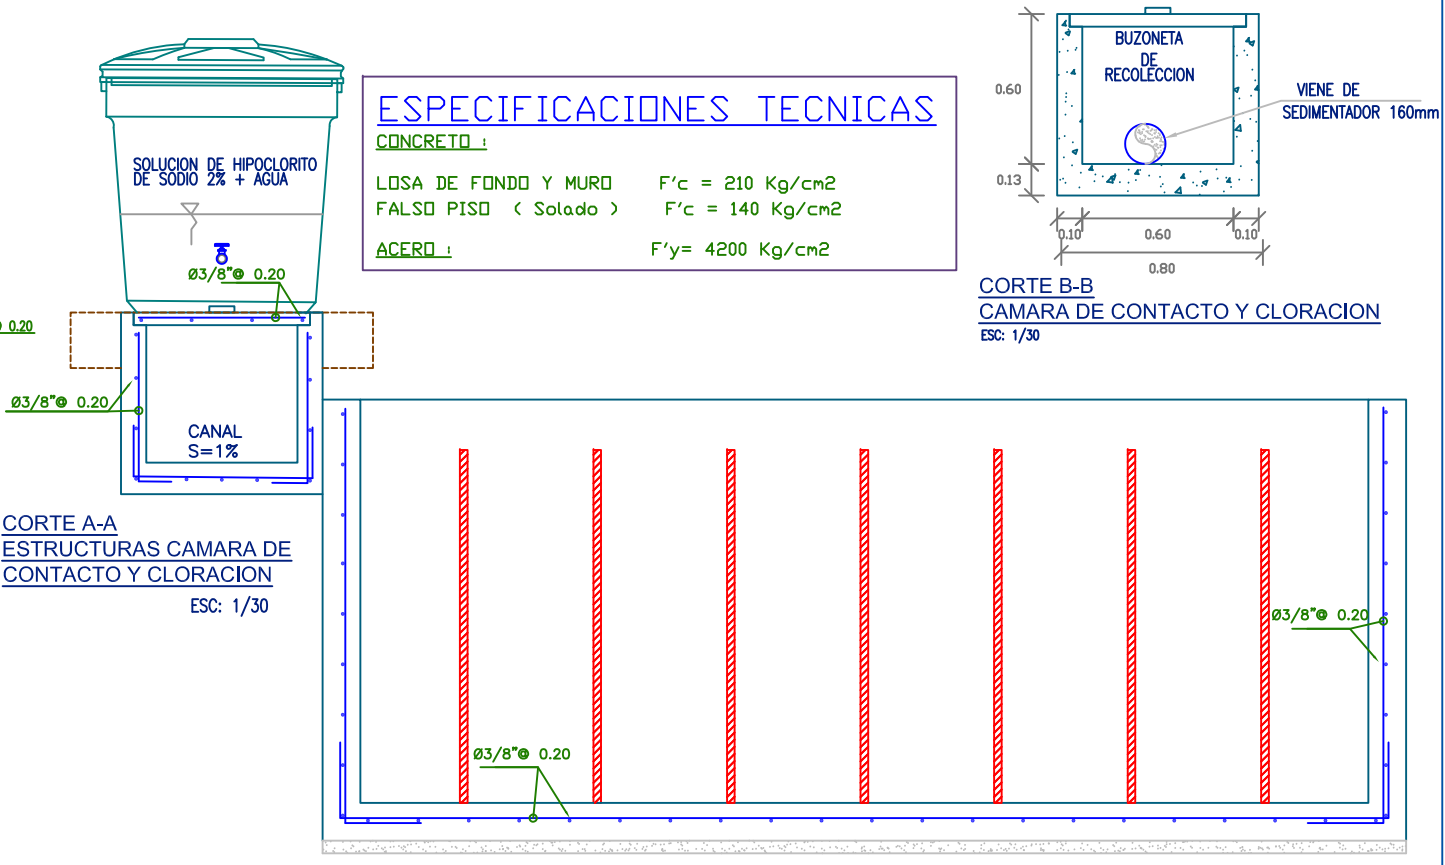 SOLUCION DE HIPOCLORITO
DE SODIO 2% + AGUA
Ø3/8"@ 0.20
0.20
Ø3/8"@ 0.20
CANAL
S=1%
CORTE A-A
ESTRUCTURAS CAMARA DE
CONTACTO Y CLORACION
ESC: 1/30
ESPECIFICACIONES TECNICAS
CONCRETO :
LOSA DE FONDO Y MURO F'c = 210 Kg/cm2
FALSO PISO ( Solado ) F'c = 140 Kg/cm2
ACERO : F'y= 4200 Kg/cm2
BUZONETA
DE
RECOLECCION
VIENE DE
SEDIMENTADOR 160mm
0.60
0.13
0.10 0.60 0.10
0.80
CORTE B-B
CAMARA DE CONTACTO Y CLORACION
ESC: 1/30
Ø3/8"@ 0.20
Ø3/8"@ 0.20